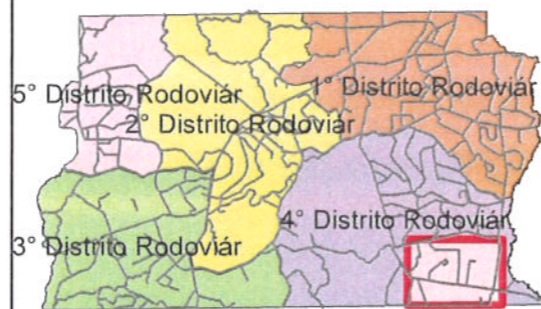 1° Distrito Rodoviár
5° Distrito Rodoviár
2° Distrito Rodoviár
4° Distrito Rodoviár
3° Distrito Rodoviár